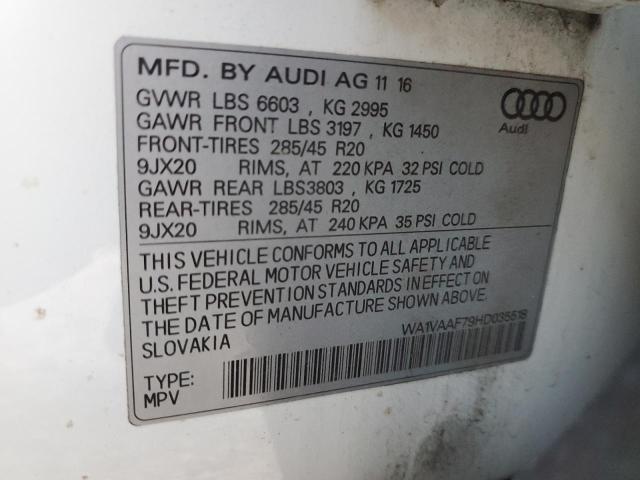 MFD. BY AUDI AG 11 16
GVWR LBS 6603 , KG 2995
GAWR FRONT LBS 3197 , KG 1450
FRONT-TIRES 285/45 R20
9JX20 RIMS, AT 220 KPA 32 PSI COLD
GAWR REAR LBS3803 , KG 1725
REAR-TIRES 285/45 R20
9JX20 RIMS, AT 240 KPA 35 PSI COLD
Audi
THIS VEHICLE CONFORMS TO ALL APPLICABLE
U.S. FEDERAL MOTOR VEHICLE SAFETY AND
THEFT PREVENTION STANDARDS IN EFFECT ON
THE DATE OF MANUFACTURE SHOWN ABOVE.
SLOVAKIA
WA1VAAF79HD035518
TYPE:
MPV